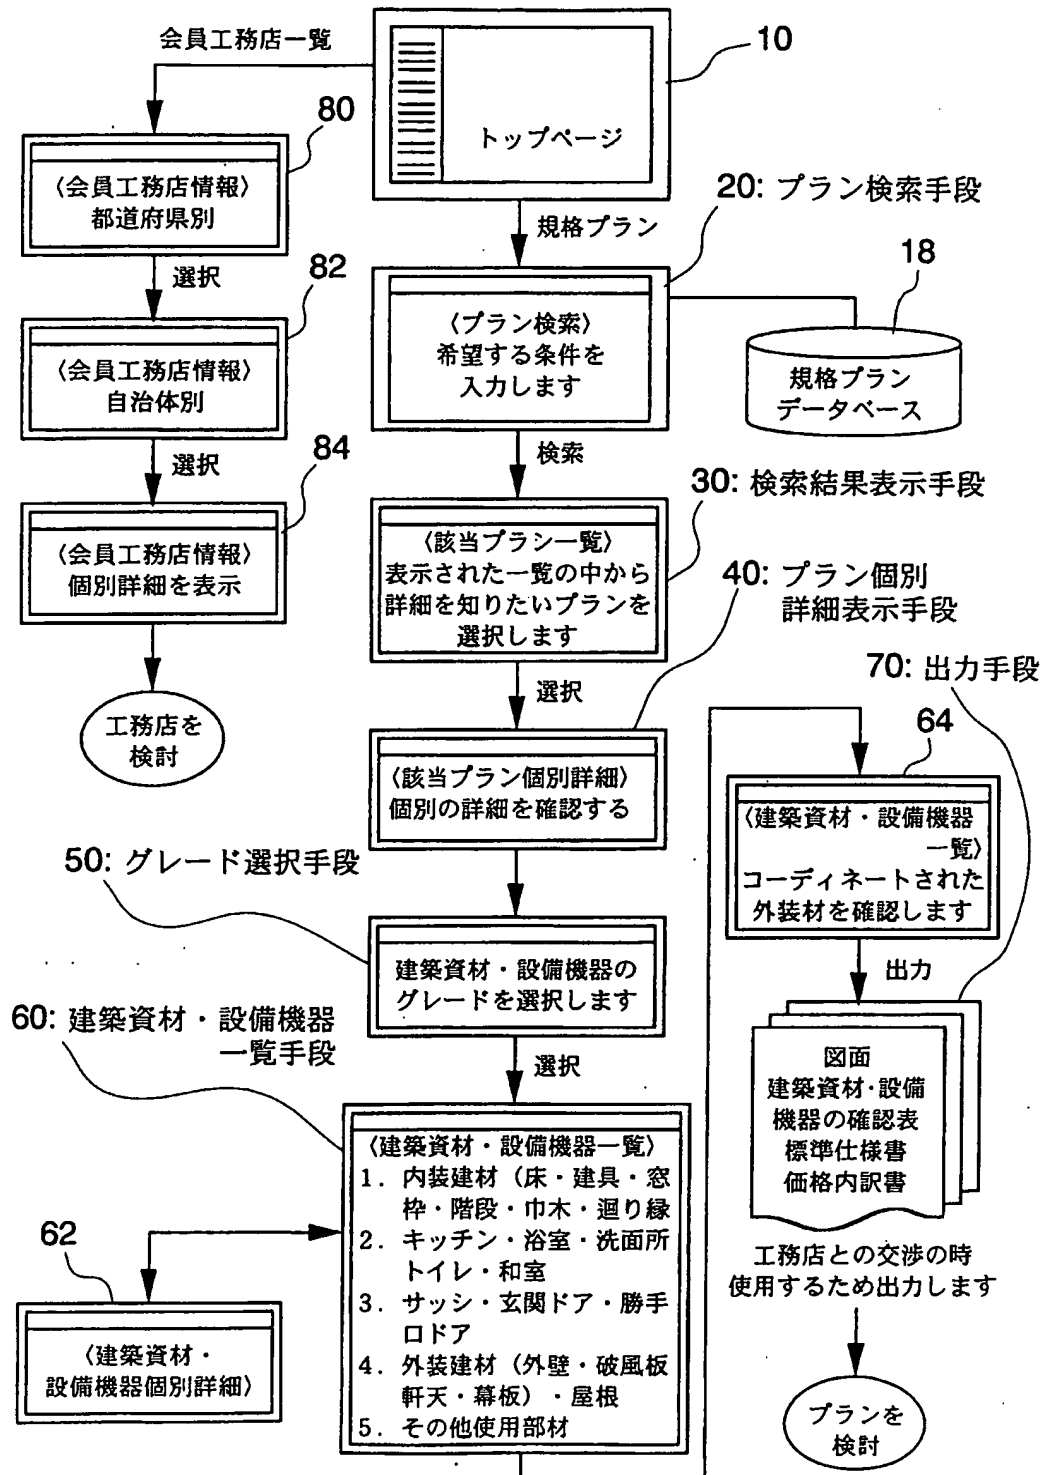 会員工務店一覧
10
トップページ
80
〈会員工務店情報〉
都道府県別
選択
82
〈会員工務店情報〉
自治体別
選択
84
〈会員工務店情報〉
個別詳細を表示
工務店を
検討
規格プラン
20: プラン検索手段
〈プラン検索〉
希望する条件を
入力します
18
規格プラン
データベース
検索
30: 検索結果表示手段
〈該当プラン一覧〉
表示された一覧の中から
詳細を知りたいプランを
選択します
40: プラン個別
詳細表示手段
選択
〈該当プラン個別詳細〉
個別の詳細を確認する
50: グレード選択手段
建築資材・設備機器の
グレードを選択します
選択
60: 建築資材・設備機器
一覧手段
〈建築資材・設備機器一覧〉
1. 内装建材（床・建具・窓
枠・階段・巾木・廻り縁
2. キッチン・浴室・洗面所
トイレ・和室
3. サッシ・玄関ドア・勝手
口ドア
4. 外装建材（外壁・破風板
軒天・幕板）・屋根
5. その他使用部材
62
〈建築資材・
設備機器個別詳細〉
70: 出力手段
64
〈建築資材・設備機器
一覧〉
コーディネートされた
外装材を確認します
出力
図面
建築資材・設備
機器の確認表
標準仕様書
価格内訳書
工務店との交渉の時
使用するため出力します
プランを
検討